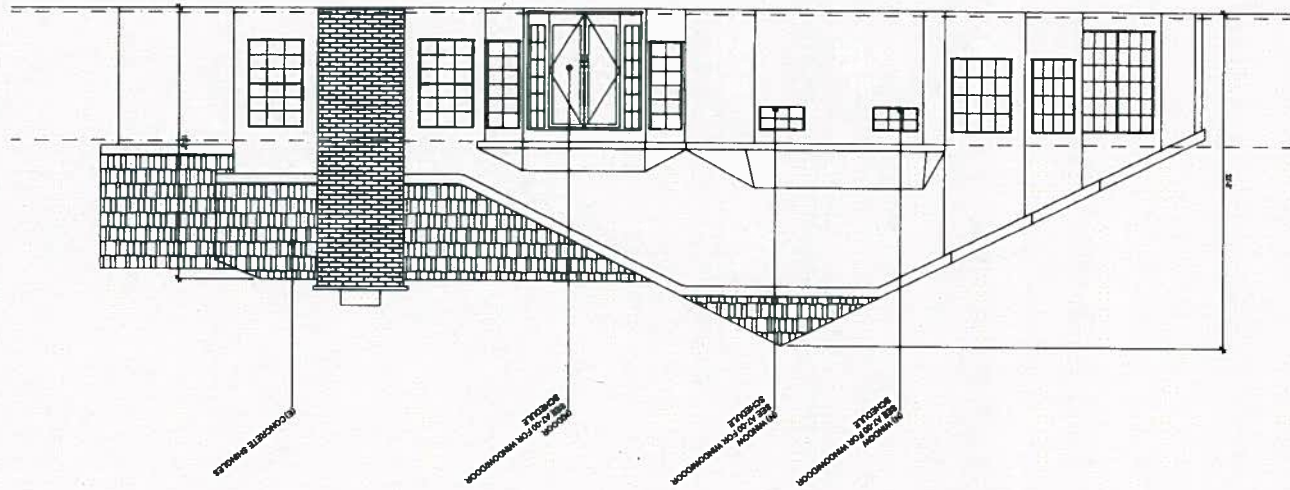 (N) WINDOW
SEE A7-00 FOR WINDOW/DOOR
SCHEDULE
(N) WINDOW
SEE A7-00 FOR WINDOW/DOOR
SCHEDULE
(N) DOOR
SEE A7-00 FOR WINDOW/DOOR
SCHEDULE
(E) CONCRETE SHINGLES